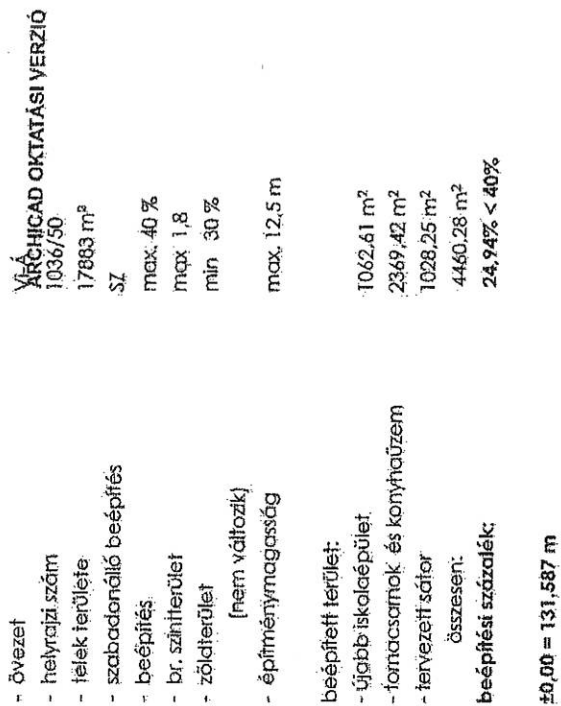 - övezet VI-Á
ARCHICAD OKTATÁSI VERZIÓ
- helyrajzi szám 1036/50
- telek területe 17883 m²
- szabadonálló beépítés SZ
- beépítés max. 40 %
- br. szintterület max 1,8
- zöldterület min 30 %
(nem változik)
- építménymagasság max. 12,5 m
beépített terület:
- újabb iskolaépület 1062,61 m²
- tornacsarnok és konyhaüzem 2369,42 m²
- tervezett sátor 1028,25 m²
összesen: 4460,28 m²
beépítési százalék: 24,94% < 40%
±0,00 = 131,587 m